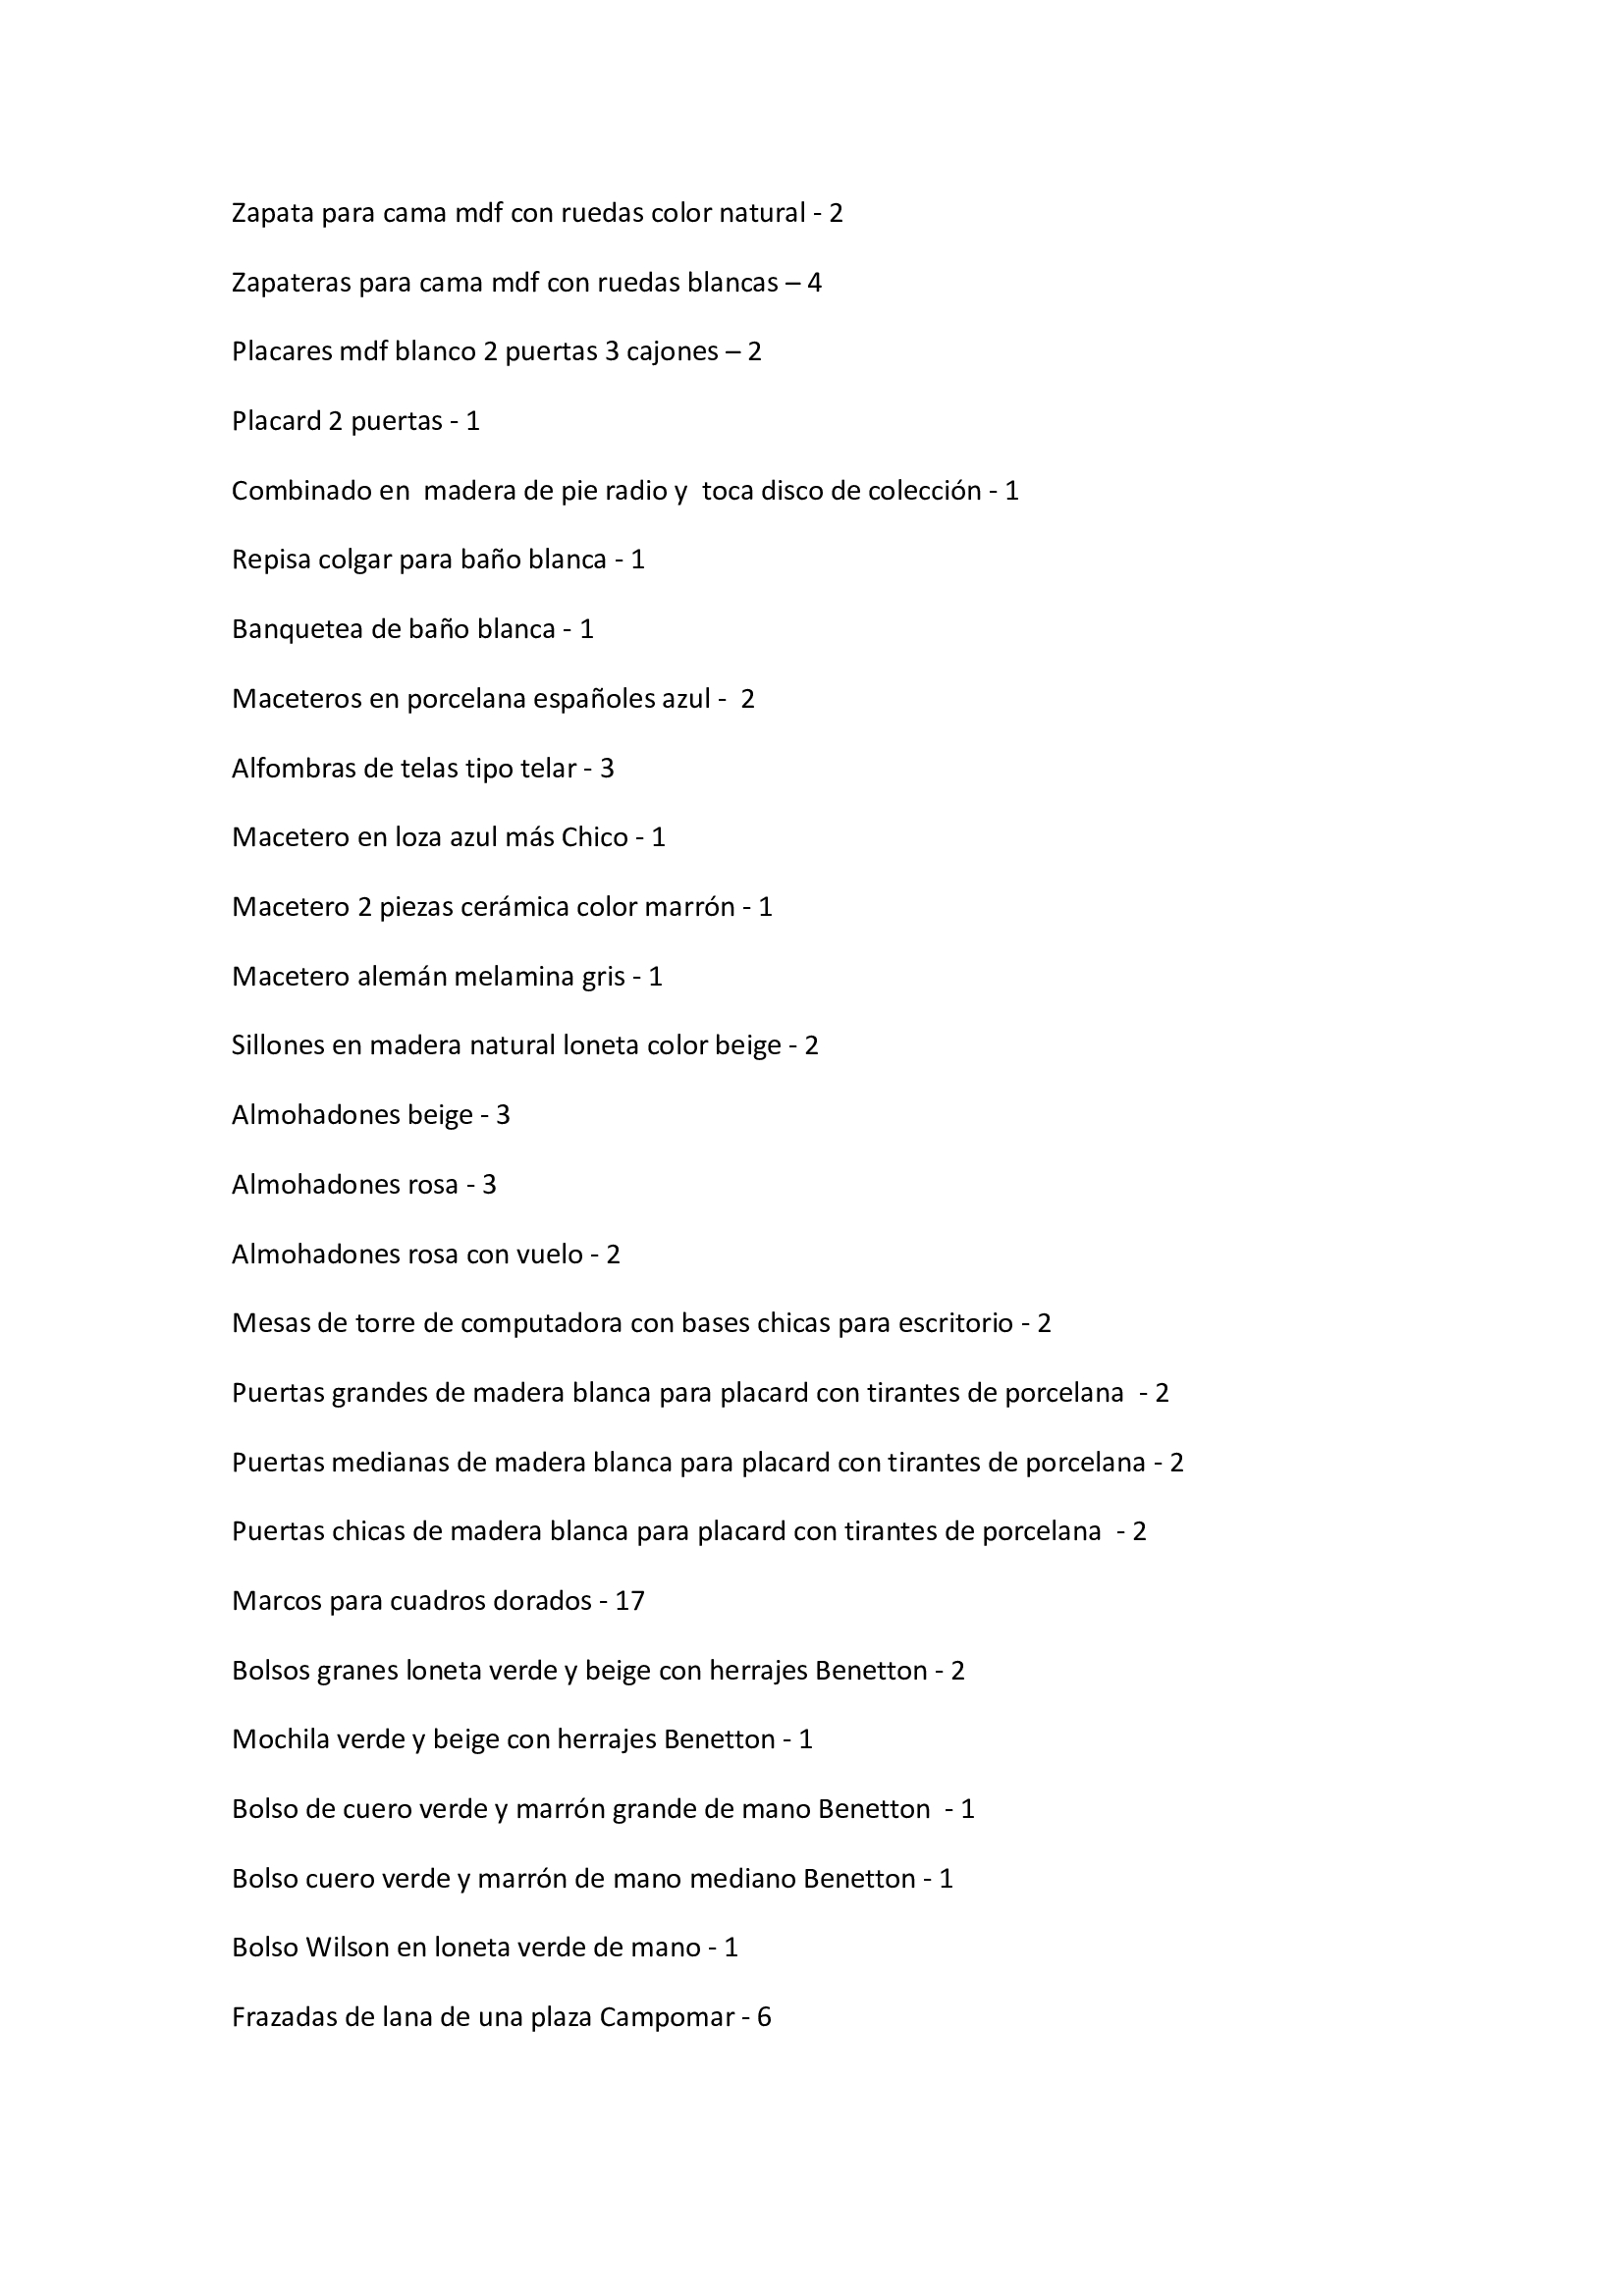 Zapata para cama mdf con ruedas color natural - 2
Zapateras para cama mdf con ruedas blancas – 4
Placares mdf blanco 2 puertas 3 cajones – 2
Placard 2 puertas - 1
Combinado en  madera de pie radio y  toca disco de colección - 1
Repisa colgar para baño blanca - 1
Banquetea de baño blanca - 1
Maceteros en porcelana españoles azul -  2
Alfombras de telas tipo telar - 3
Macetero en loza azul más Chico - 1
Macetero 2 piezas cerámica color marrón - 1
Macetero alemán melamina gris - 1
Sillones en madera natural loneta color beige - 2
Almohadones beige - 3
Almohadones rosa - 3
Almohadones rosa con vuelo - 2
Mesas de torre de computadora con bases chicas para escritorio - 2
Puertas grandes de madera blanca para placard con tirantes de porcelana  - 2
Puertas medianas de madera blanca para placard con tirantes de porcelana - 2
Puertas chicas de madera blanca para placard con tirantes de porcelana  - 2
Marcos para cuadros dorados - 17
Bolsos granes loneta verde y beige con herrajes Benetton - 2
Mochila verde y beige con herrajes Benetton - 1
Bolso de cuero verde y marrón grande de mano Benetton  - 1
Bolso cuero verde y marrón de mano mediano Benetton - 1
Bolso Wilson en loneta verde de mano - 1
Frazadas de lana de una plaza Campomar - 6